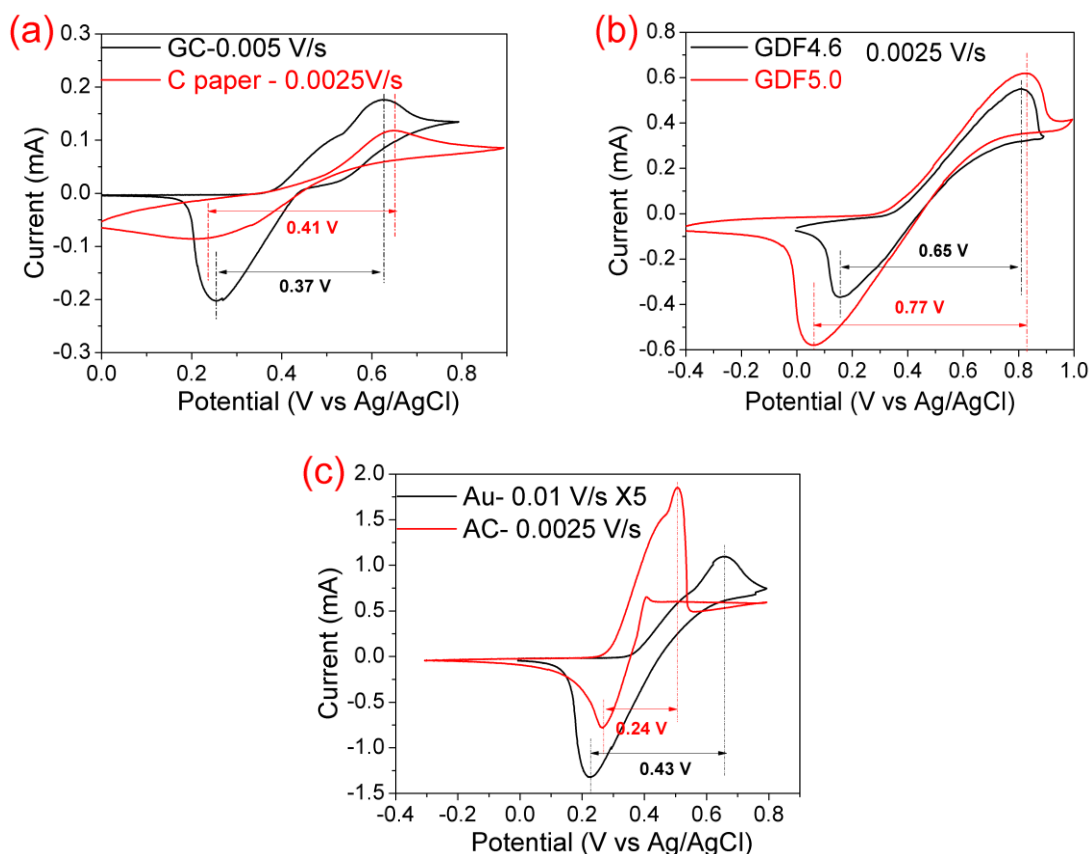 (a)
GC-0.005 V/s
C paper - 0.0025V/s
0.3
0.2
0.1
0.0
-0.1
-0.2
-0.3
Current (mA)
0.41 V
0.37 V
0.0 0.2 0.4 0.6 0.8
Potential (V vs Ag/AgCl)
(b)
GDF4.6 0.0025 V/s
GDF5.0
0.8
0.6
0.4
0.2
0.0
-0.2
-0.4
-0.6
Current (mA)
0.65 V
0.77 V
-0.4 -0.2 0.0 0.2 0.4 0.6 0.8 1.0
Potential (V vs Ag/AgCl)
(c)
Au- 0.01 V/s X5
AC- 0.0025 V/s
2.0
1.5
1.0
0.5
0.0
-0.5
-1.0
-1.5
Current (mA)
0.24 V
0.43 V
-0.4 -0.2 0.0 0.2 0.4 0.6 0.8
Potential (V vs Ag/AgCl)